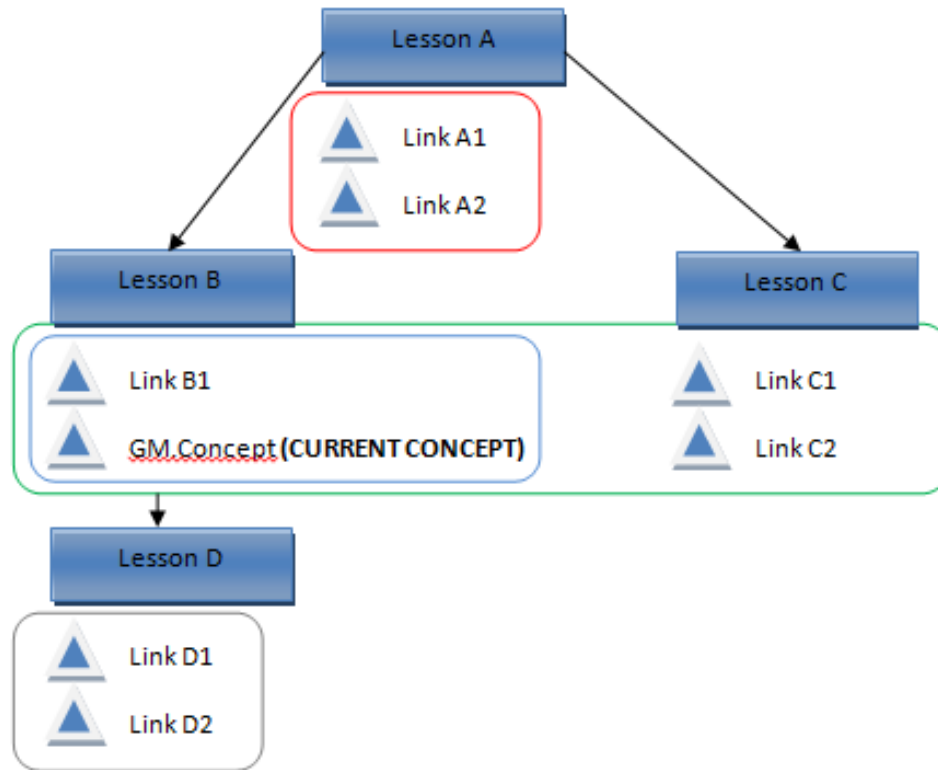 Lesson A
Link A1
Link A2
Lesson B
Lesson C
Link B1
Link C1
GM.Concept (CURRENT CONCEPT)
Link C2
Lesson D
Link D1
Link D2